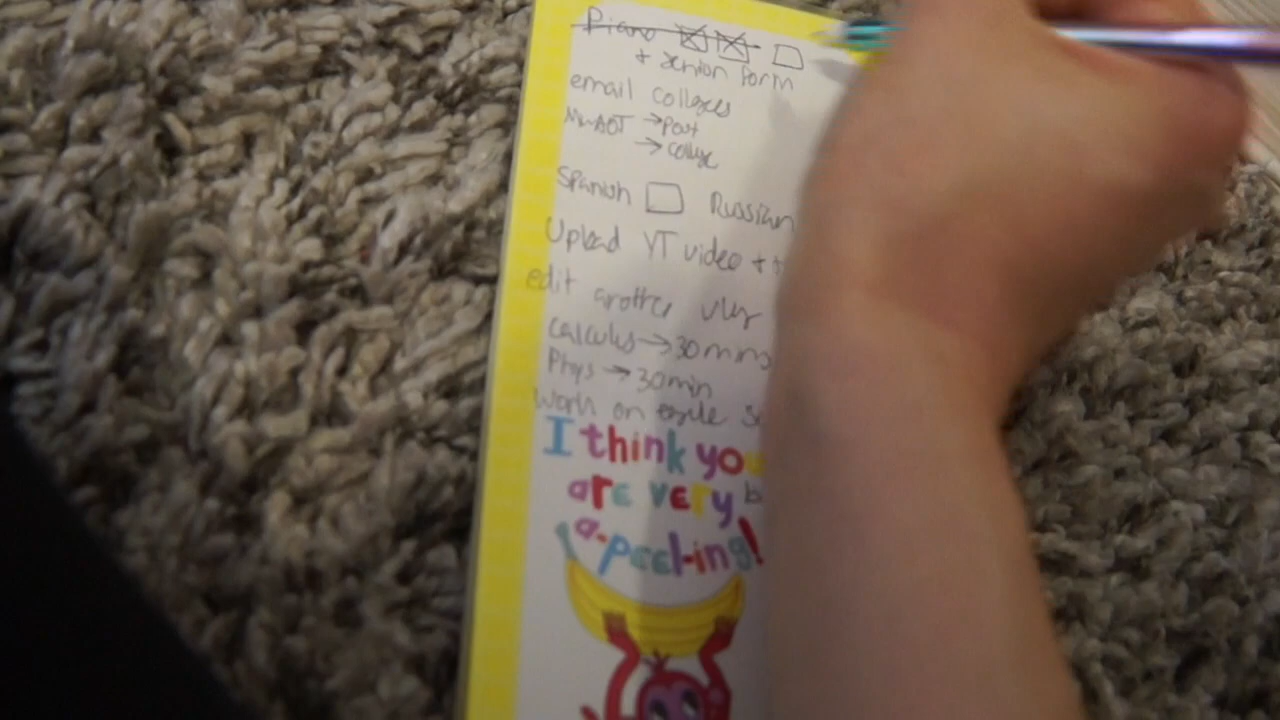 Piano
+ senior form
email colleges
→ Post
→ college
Spanish Russian
Upload YT video +
edit another vlog
calculus → 30 mins
Phys → 30 min
Work on
I think you
are very
a-peel-ing!